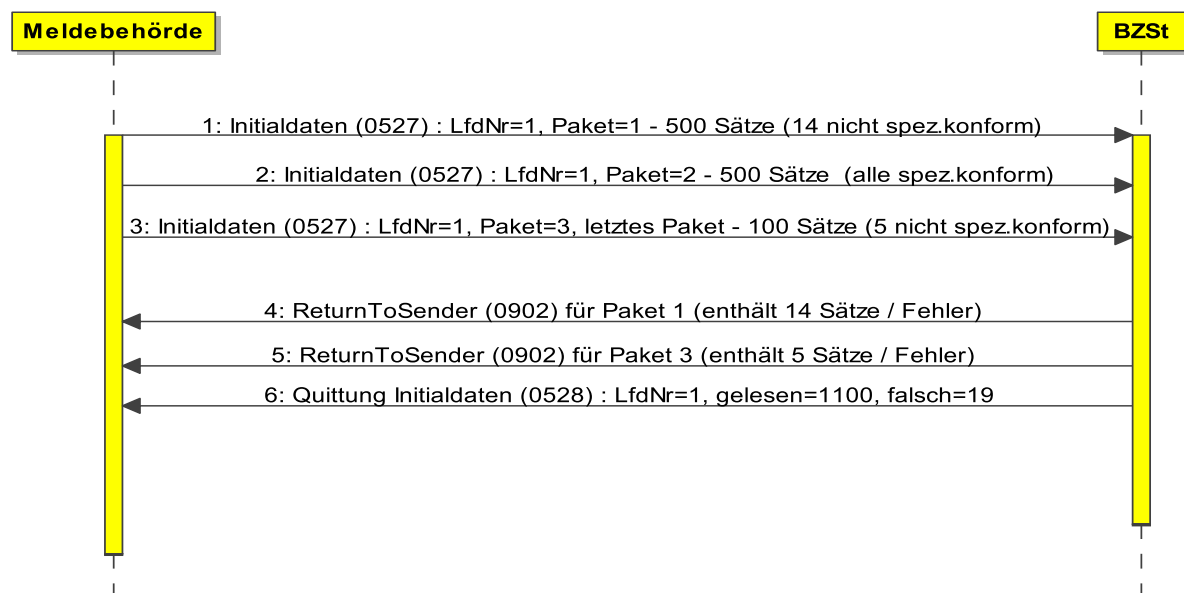 Meldebehörde
BZSt
1: Initialdaten (0527) : LfdNr=1, Paket=1 - 500 Sätze (14 nicht spez.konform)
2: Initialdaten (0527) : LfdNr=1, Paket=2 - 500 Sätze  (alle spez.konform)
3: Initialdaten (0527) : LfdNr=1, Paket=3, letztes Paket - 100 Sätze (5 nicht spez.konform)
4: ReturnToSender (0902) für Paket 1 (enthält 14 Sätze / Fehler)
5: ReturnToSender (0902) für Paket 3 (enthält 5 Sätze / Fehler)
6: Quittung Initialdaten (0528) : LfdNr=1, gelesen=1100, falsch=19